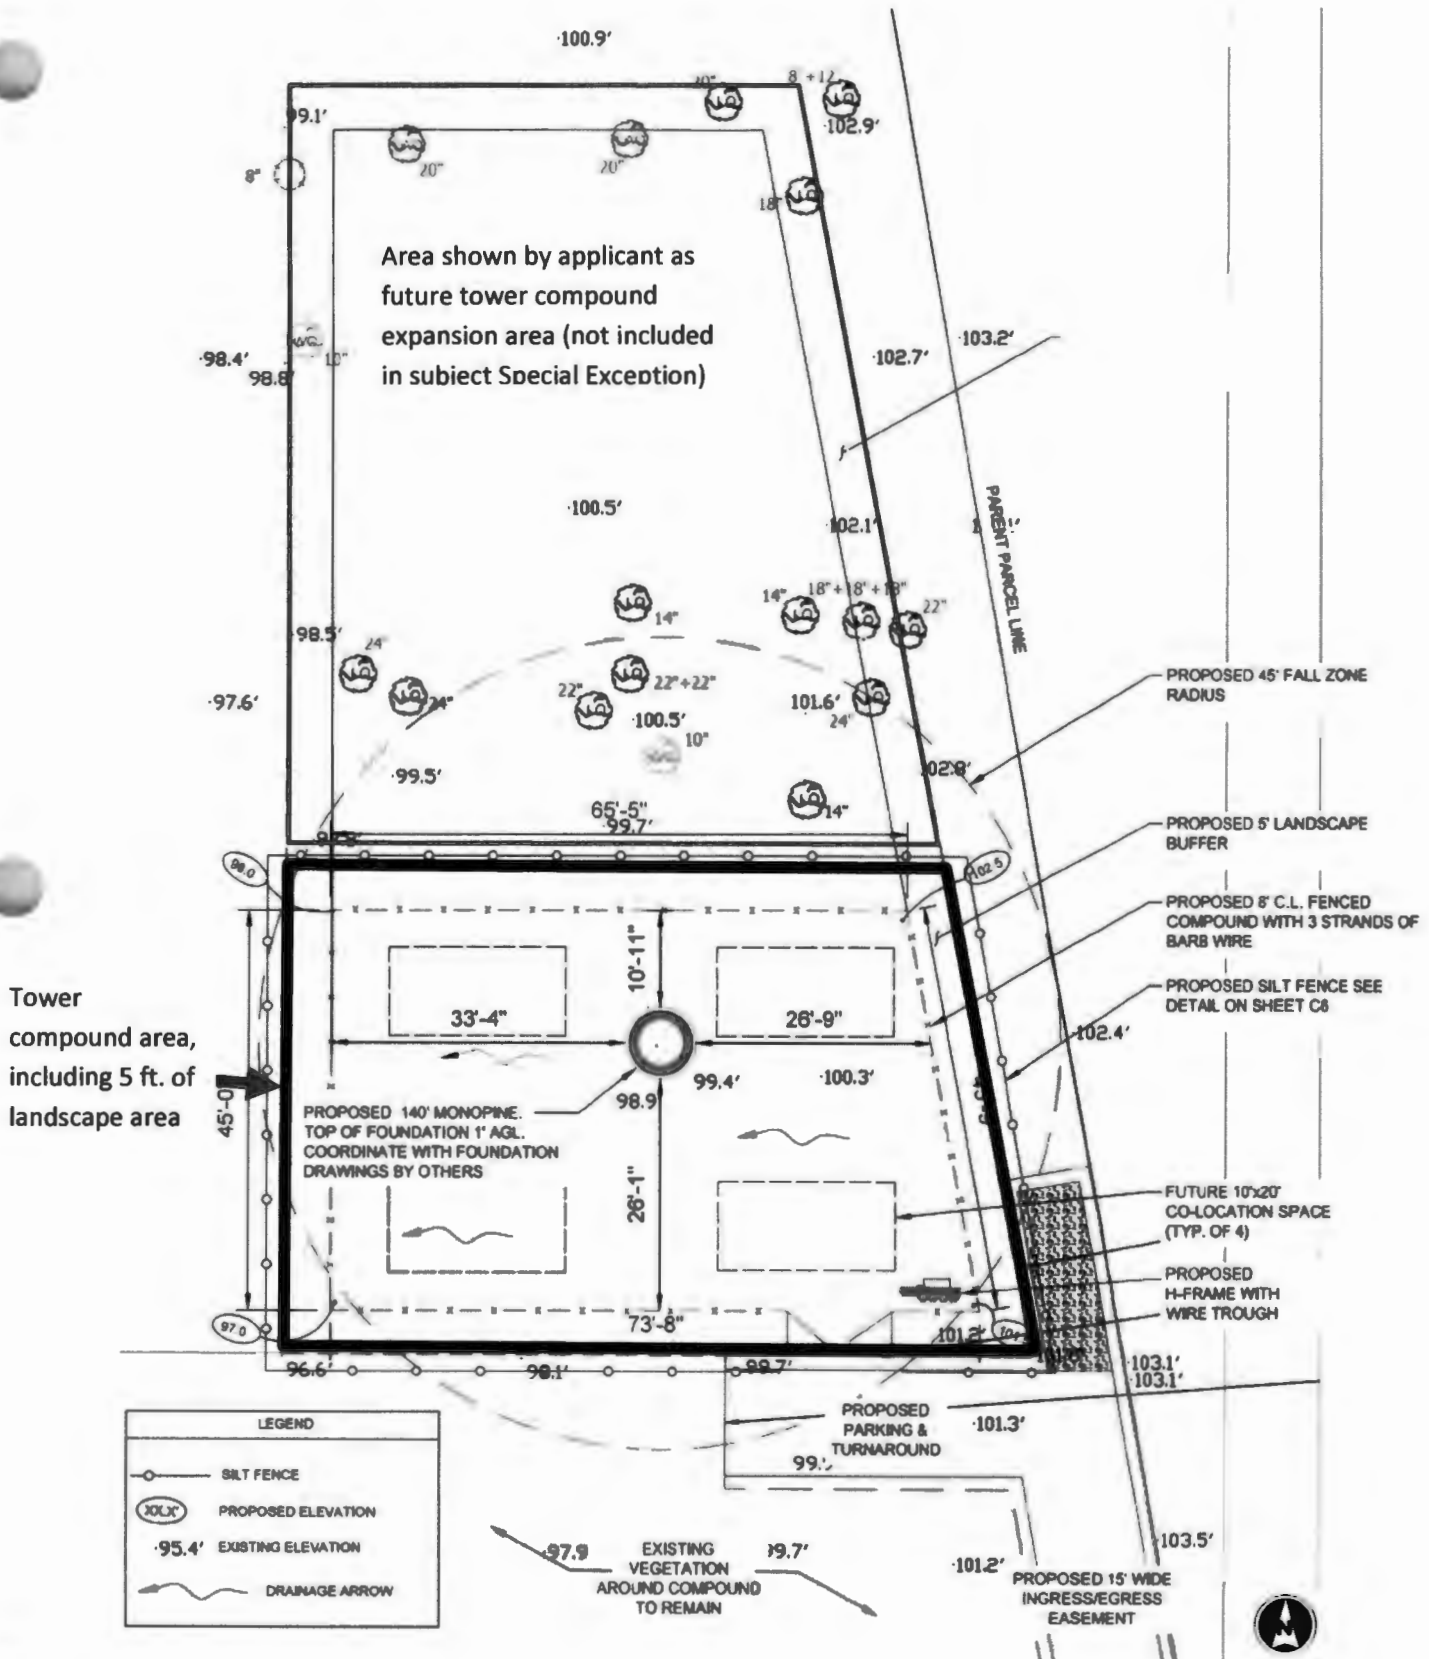 ·100.9'
20"
8"+12"
99.1'
·102.9'
20"
20"
8"
18"
Area shown by applicant as
future tower compound
expansion area (not included
in subject Special Exception)
·103.2'
·102.7'
·98.4'
98.8'
10"
·100.5'
·102.1'
PARENT PARCEL LINE
14"
14"
18"+18"+18"
22"
·98.5'
24"
24"
22"
22"+22"
·97.6'
·100.5'
101.6'
24"
10"
·99.5'
102.8'
14"
PROPOSED 45' FALL ZONE
RADIUS
65'-5"
·99.7'
PROPOSED 5' LANDSCAPE
BUFFER
98.0
102.5
PROPOSED 8' C.L. FENCED
COMPOUND WITH 3 STRANDS OF
BARB WIRE
10'-11"
PROPOSED SILT FENCE SEE
DETAIL ON SHEET C6
Tower
compound area,
including 5 ft. of
landscape area
33'-4"
26'-9"
·102.4'
99.4'
·100.3'
98.9
45'-0
PROPOSED 140' MONOPINE.
TOP OF FOUNDATION 1' AGL.
COORDINATE WITH FOUNDATION
DRAWINGS BY OTHERS
26'-1"
FUTURE 10'x20'
CO-LOCATION SPACE
(TYP. OF 4)
PROPOSED
H-FRAME WITH
WIRE TROUGH
97.0
73'-8"
101.2'
96.6'
98.1'
99.7'
·103.1'
·103.1'
PROPOSED
PARKING &
TURNAROUND
·101.3'
LEGEND
SILT FENCE
XX.X'
PROPOSED ELEVATION
·95.4'
EXISTING ELEVATION
DRAINAGE ARROW
·97.9
EXISTING
VEGETATION
AROUND COMPOUND
TO REMAIN
99.7'
·101.2'
·103.5'
PROPOSED 15' WIDE
INGRESS/EGRESS
EASEMENT
N